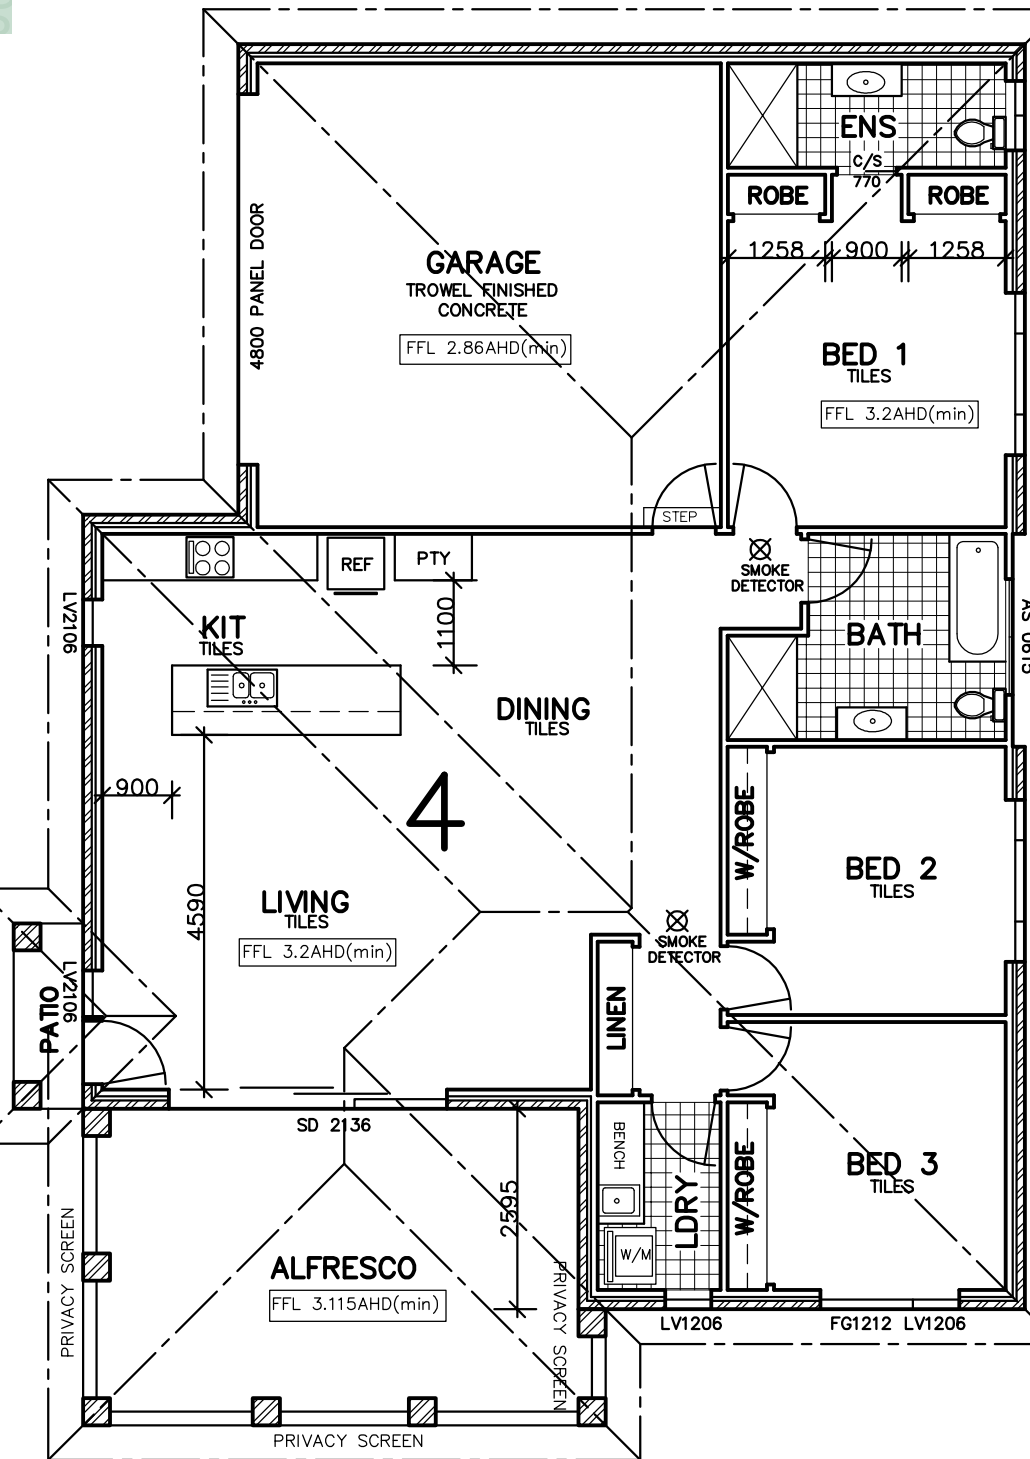 ENS
C/S
770
ROBE
ROBE
1258
900
1258
4800 PANEL DOOR
GARAGE
TROWEL FINISHED
CONCRETE
FFL 2.86AHD(min)
BED 1
TILES
FFL 3.2AHD(min)
STEP
REF
PTY
SMOKE
DETECTOR
LV2106
KIT
TILES
1100
BATH
AS 0615
DINING
TILES
900
4
W/ROBE
BED 2
TILES
4590
LIVING
TILES
FFL 3.2AHD(min)
SMOKE
DETECTOR
LV2106
PATIO
LINEN
SD 2136
BENCH
2595
LDRY
W/ROBE
BED 3
TILES
W/M
PRIVACY SCREEN
ALFRESCO
FFL 3.115AHD(min)
PRIVACY SCREEN
LV1206
FG1212
LV1206
PRIVACY SCREEN